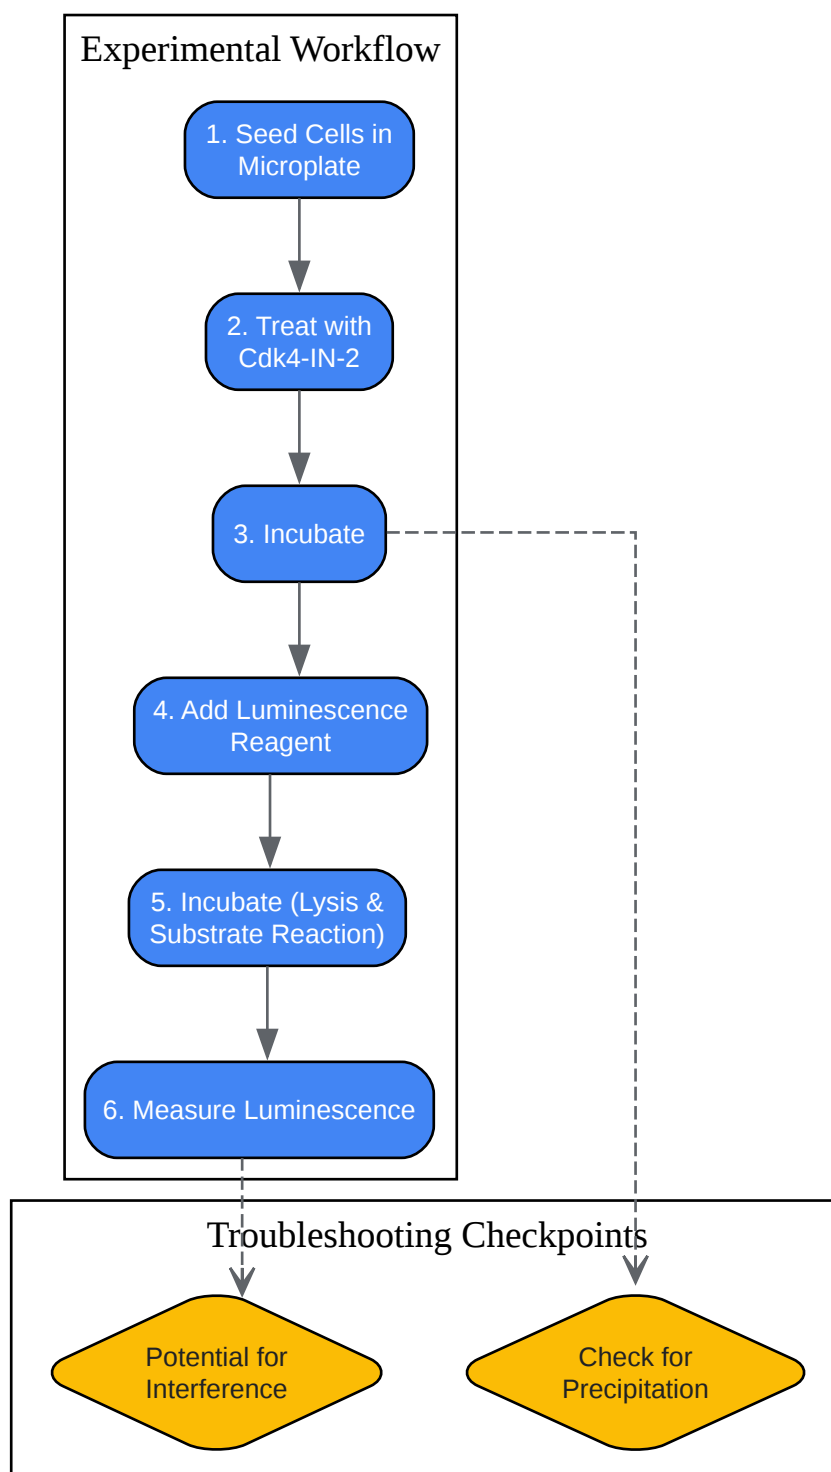 Experimental Workflow
1. Seed Cells in
Microplate
2. Treat with
Cdk4-IN-2
3. Incubate
4. Add Luminescence
Reagent
5. Incubate (Lysis &
Substrate Reaction)
6. Measure Luminescence
Troubleshooting Checkpoints
Potential for
Interference
Check for
Precipitation